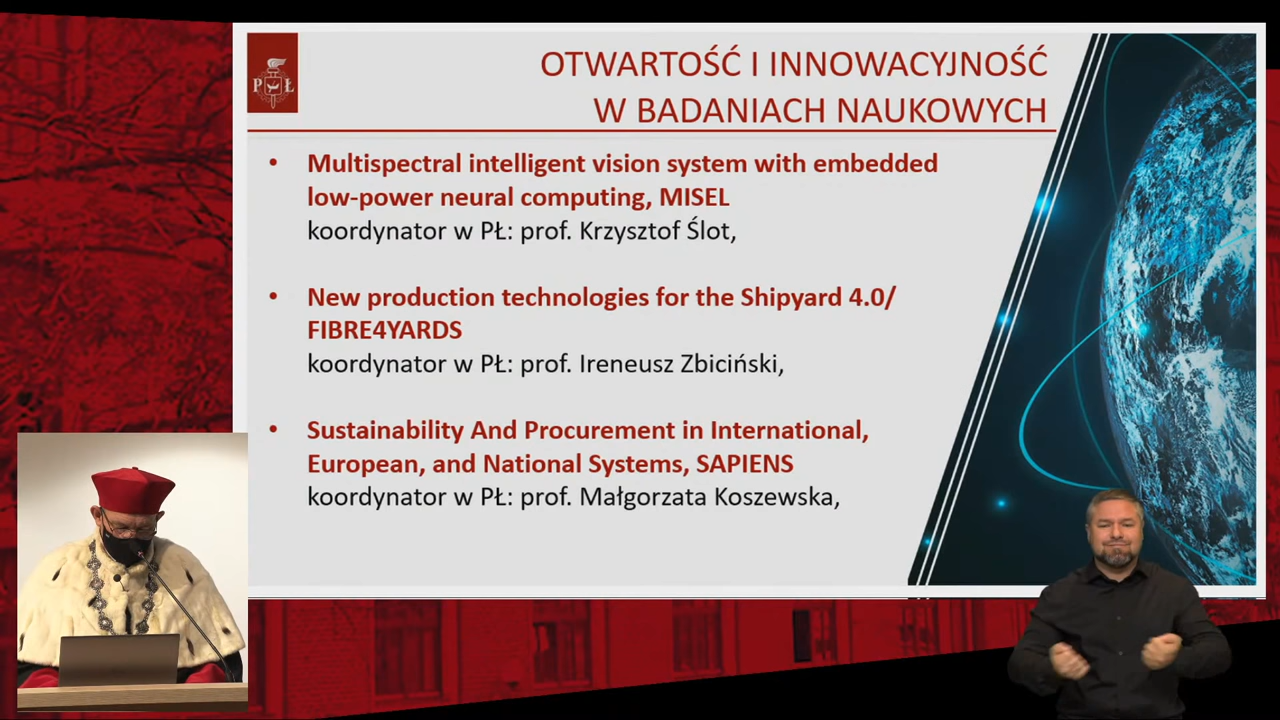 P Ł
OTWARTOŚĆ I INNOWACYJNOŚĆ
W BADANIACH NAUKOWYCH
• Multispectral intelligent vision system with embedded
low-power neural computing, MISEL
koordynator w PŁ: prof. Krzysztof Ślot,
• New production technologies for the Shipyard 4.0/
FIBRE4YARDS
koordynator w PŁ: prof. Ireneusz Zbiciński,
• Sustainability And Procurement in International,
European, and National Systems, SAPIENS
koordynator w PŁ: prof. Małgorzata Koszewska,